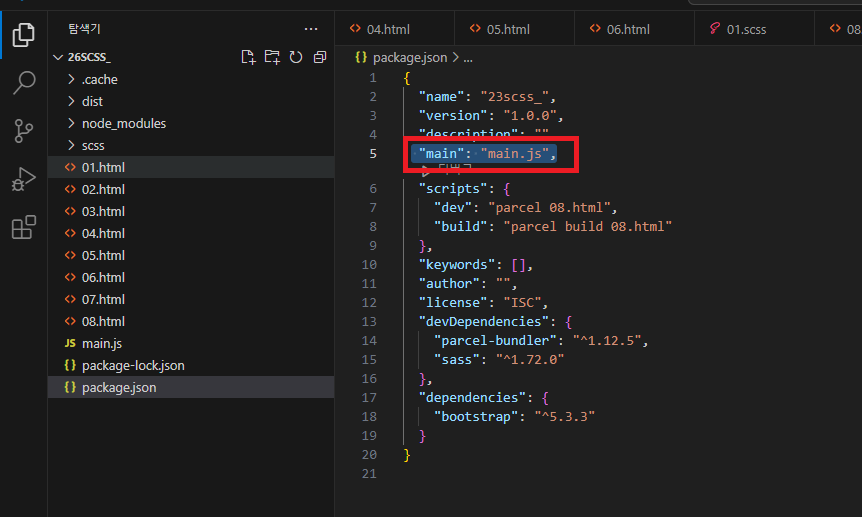 탐색기
26SCSS_
.cache
dist
node_modules
scss
01.html
02.html
03.html
04.html
05.html
06.html
07.html
08.html
main.js
package-lock.json
package.json
04.html 05.html 06.html 01.scss 08
package.json > ...
1 {
2 "name": "23scss_",
3 "version": "1.0.0",
4 "description": ""
5 "main": "main.js",
6 "scripts": {
7 "dev": "parcel 08.html",
8 "build": "parcel build 08.html"
9 },
10 "keywords": [],
11 "author": "",
12 "license": "ISC",
13 "devDependencies": {
14 "parcel-bundler": "^1.12.5",
15 "sass": "^1.72.0"
16 },
17 "dependencies": {
18 "bootstrap": "^5.3.3"
19 }
20 }
21